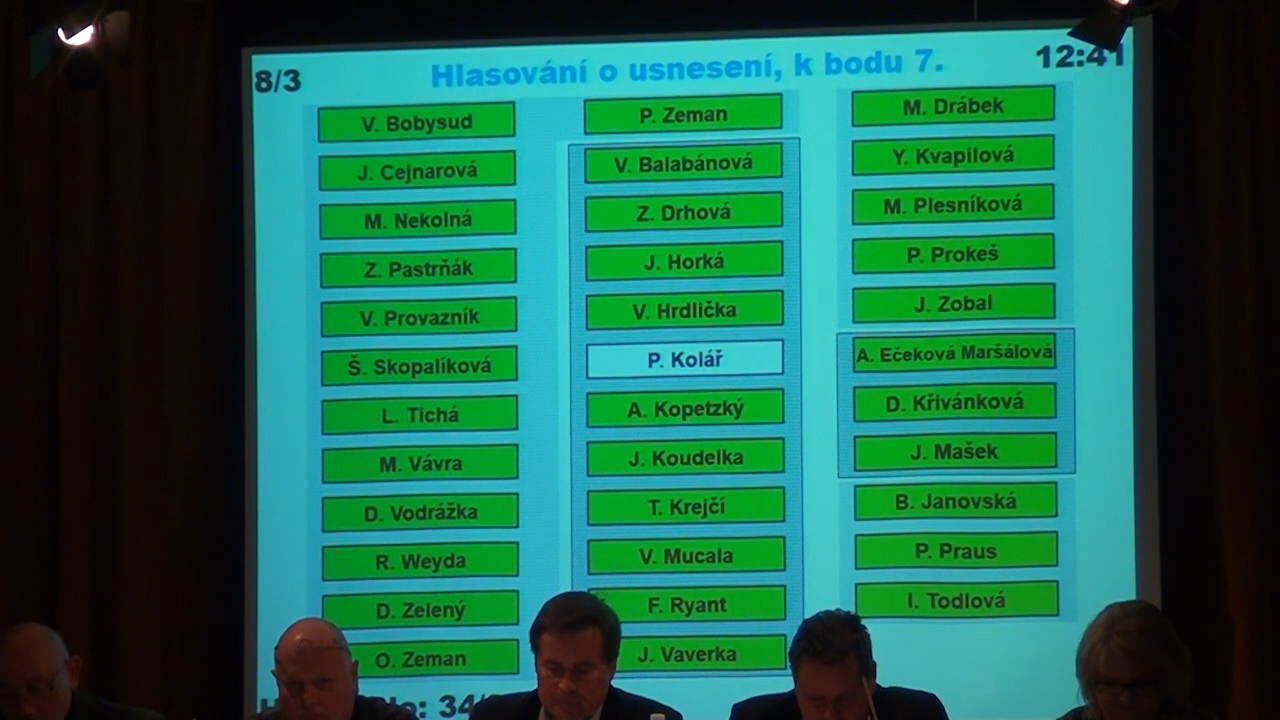 8/3
Hlasování o usnesení, k bodu 7.
12:41
V. Bobysud
J. Cejnarová
M. Nekolná
Z. Pastrňák
V. Provazník
Š. Skopalíková
L. Tichá
M. Vávra
D. Vodrážka
R. Weyda
D. Zelený
O. Zeman
P. Zeman
V. Balabánová
Z. Drhová
J. Horká
V. Hrdlička
P. Kolář
A. Kopetzký
J. Koudelka
T. Krejčí
V. Mucala
F. Ryant
J. Vaverka
M. Drábek
Y. Kvapilová
M. Plesníková
P. Prokeš
J. Zobal
A. Ečeková Maršálová
D. Křivánková
J. Mašek
B. Janovská
P. Praus
I. Todlová